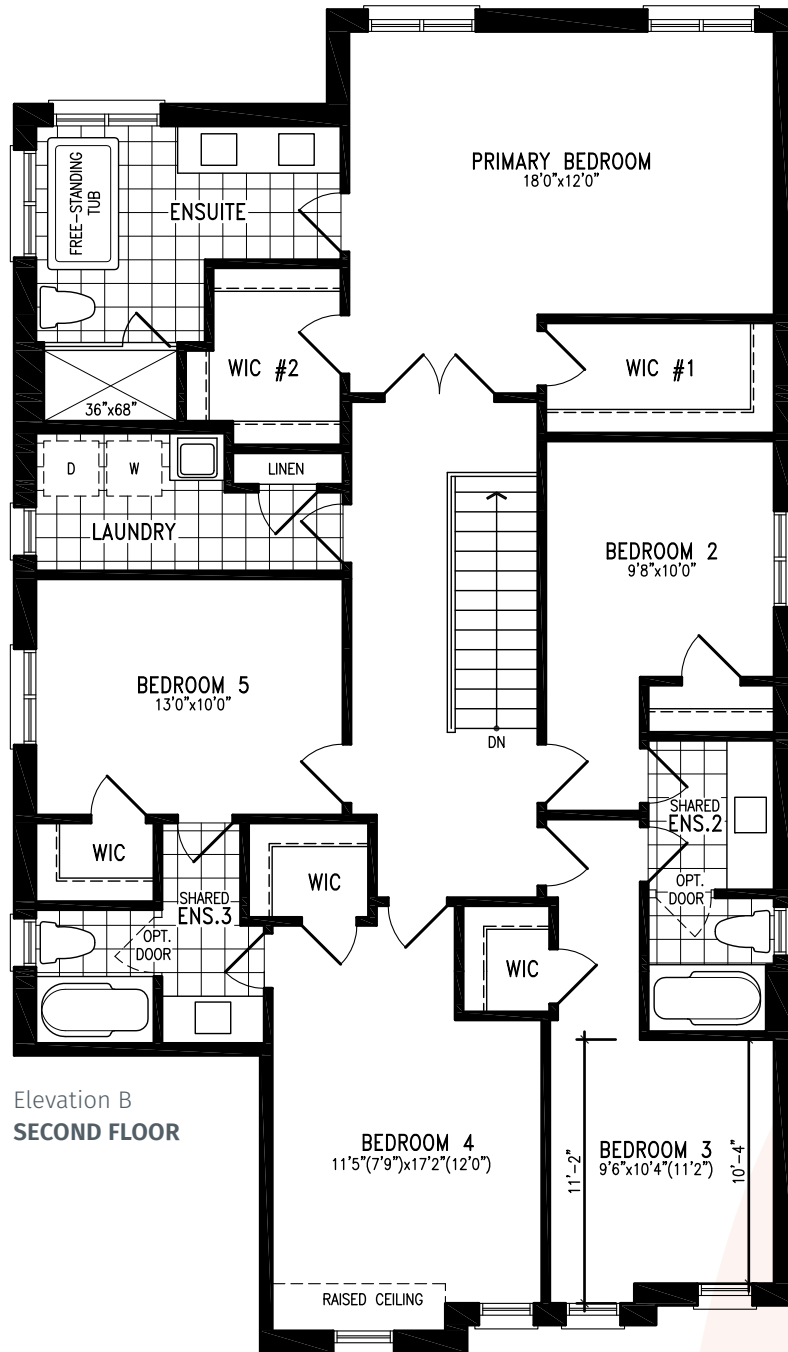 PRIMARY BEDROOM
18'0"x12'0"
FREE-STANDING
TUB
ENSUITE
WIC #2
WIC #1
36"x68"
D
W
LINEN
LAUNDRY
BEDROOM 2
9'8"x10'0"
BEDROOM 5
13'0"x10'0"
DN
SHARED
ENS.2
OPT.
DOOR
WIC
WIC
SHARED
ENS.3
OPT.
DOOR
WIC
Elevation B
SECOND FLOOR
BEDROOM 4
11'5"(7'9")x17'2"(12'0")
11'-2"
BEDROOM 3
9'6"x10'4"(11'2")
10'-4"
RAISED CEILING